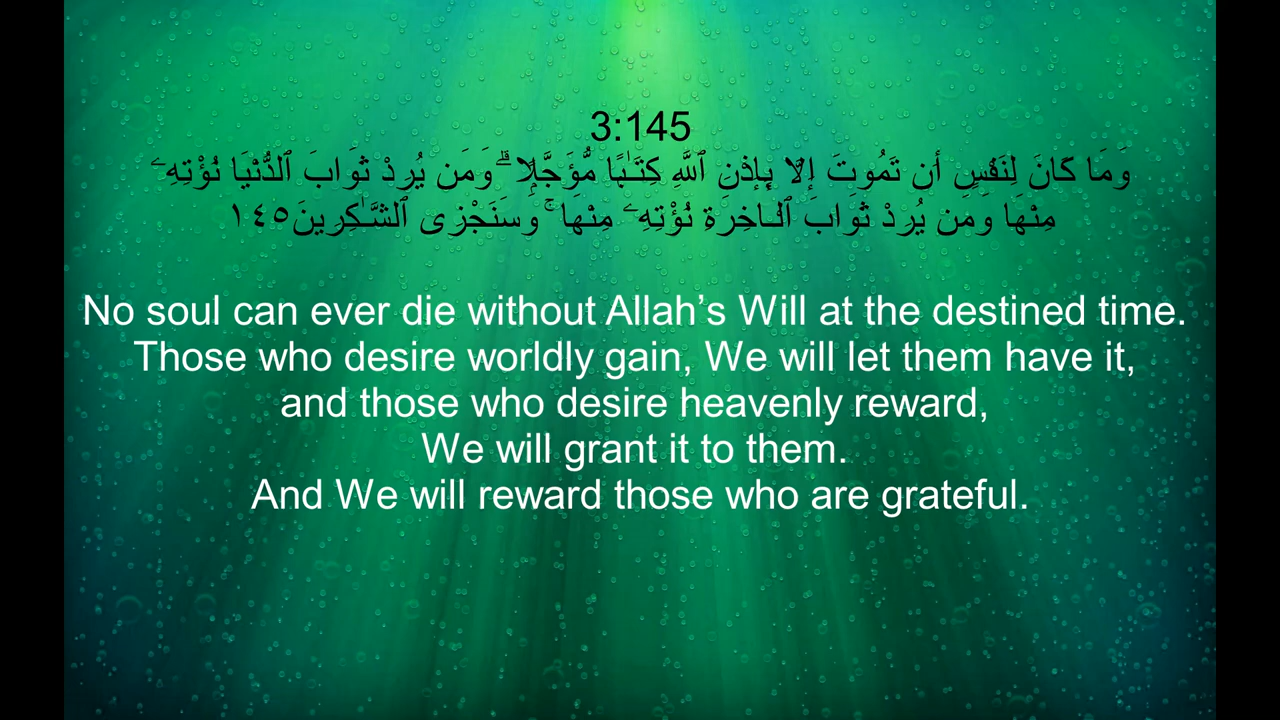 3:145
وَمَا كَانَ لِنَفْسٍ أَن تَمُوتَ إِلَّا بِإِذْنِ ٱللَّهِ كِتَـٰبًا مُّؤَجَّلًا ۗ وَمَن يُرِدْ ثَوَابَ ٱلدُّنْيَا نُؤْتِهِۦ
مِنْهَا وَمَن يُرِدْ ثَوَابَ ٱلْـَٔاخِرَةِ نُؤْتِهِۦ مِنْهَا ۚ وَسَنَجْزِى ٱلشَّـٰكِرِينَ ١٤٥
No soul can ever die without Allah’s Will at the destined time.
Those who desire worldly gain, We will let them have it,
and those who desire heavenly reward,
We will grant it to them.
And We will reward those who are grateful.